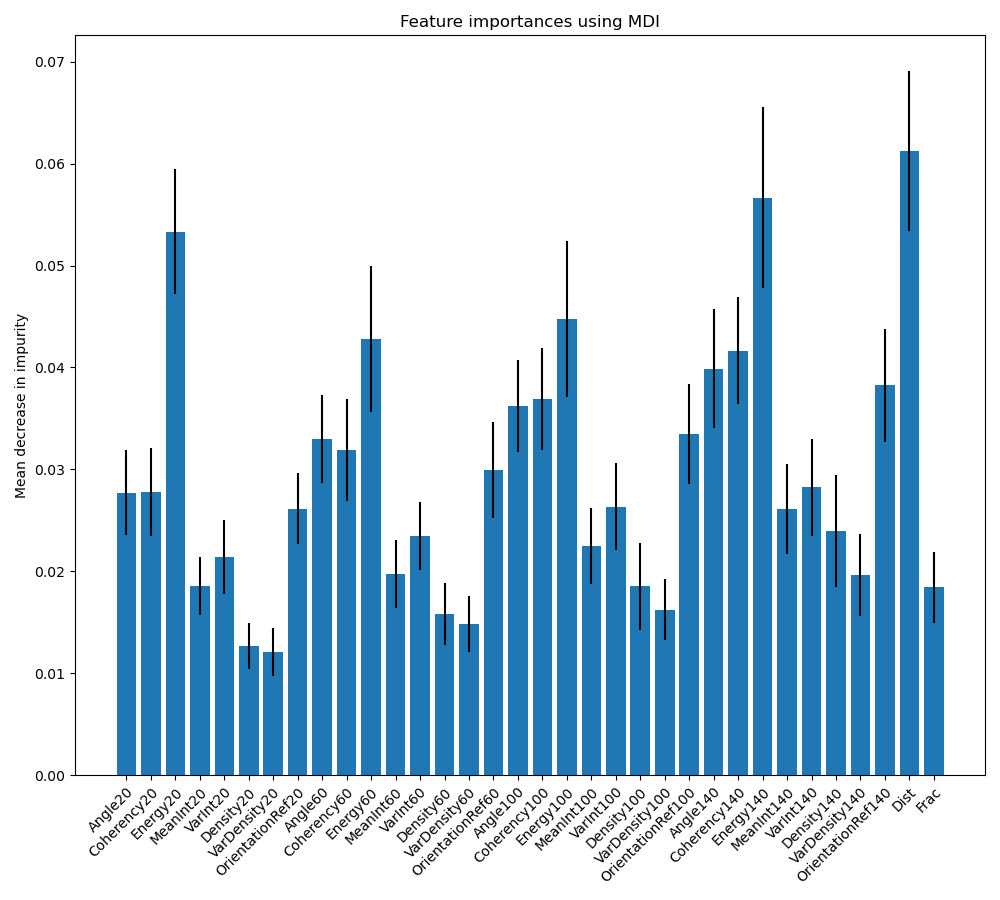 Feature importances using MDI
Mean decrease in impurity
0.07
0.06
0.05
0.04
0.03
0.02
0.01
0.00
Angle20
Coherency20
Energy20
MeanInt20
VarInt20
Density20
VarDensity20
OrientationRef20
Angle60
Coherency60
Energy60
MeanInt60
VarInt60
Density60
VarDensity60
OrientationRef60
Angle100
Coherency100
Energy100
MeanInt100
VarInt100
Density100
VarDensity100
OrientationRef100
Angle140
Coherency140
Energy140
MeanInt140
VarInt140
Density140
VarDensity140
OrientationRef140
Dist
Frac